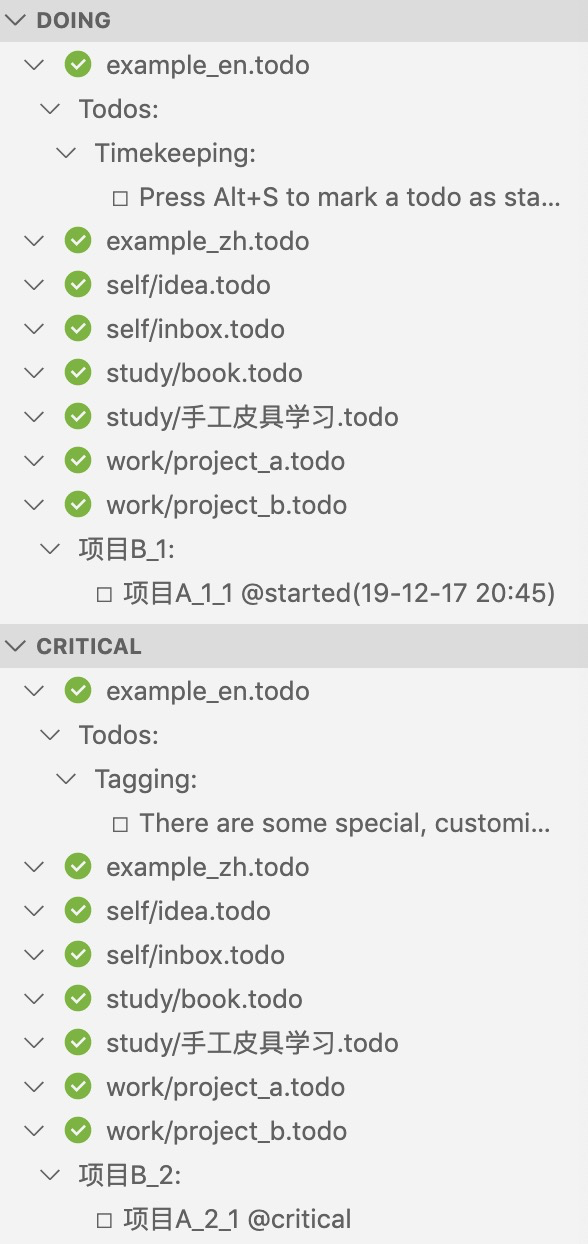 DOING
example_en.todo
Todos:
Timekeeping:
Press Alt+S to mark a todo as sta...
example_zh.todo
self/idea.todo
self/inbox.todo
study/book.todo
study/手工皮具学习.todo
work/project_a.todo
work/project_b.todo
项目B_1:
项目A_1_1 @started(19-12-17 20:45)
CRITICAL
example_en.todo
Todos:
Tagging:
There are some special, customi...
example_zh.todo
self/idea.todo
self/inbox.todo
study/book.todo
study/手工皮具学习.todo
work/project_a.todo
work/project_b.todo
项目B_2:
项目A_2_1 @critical